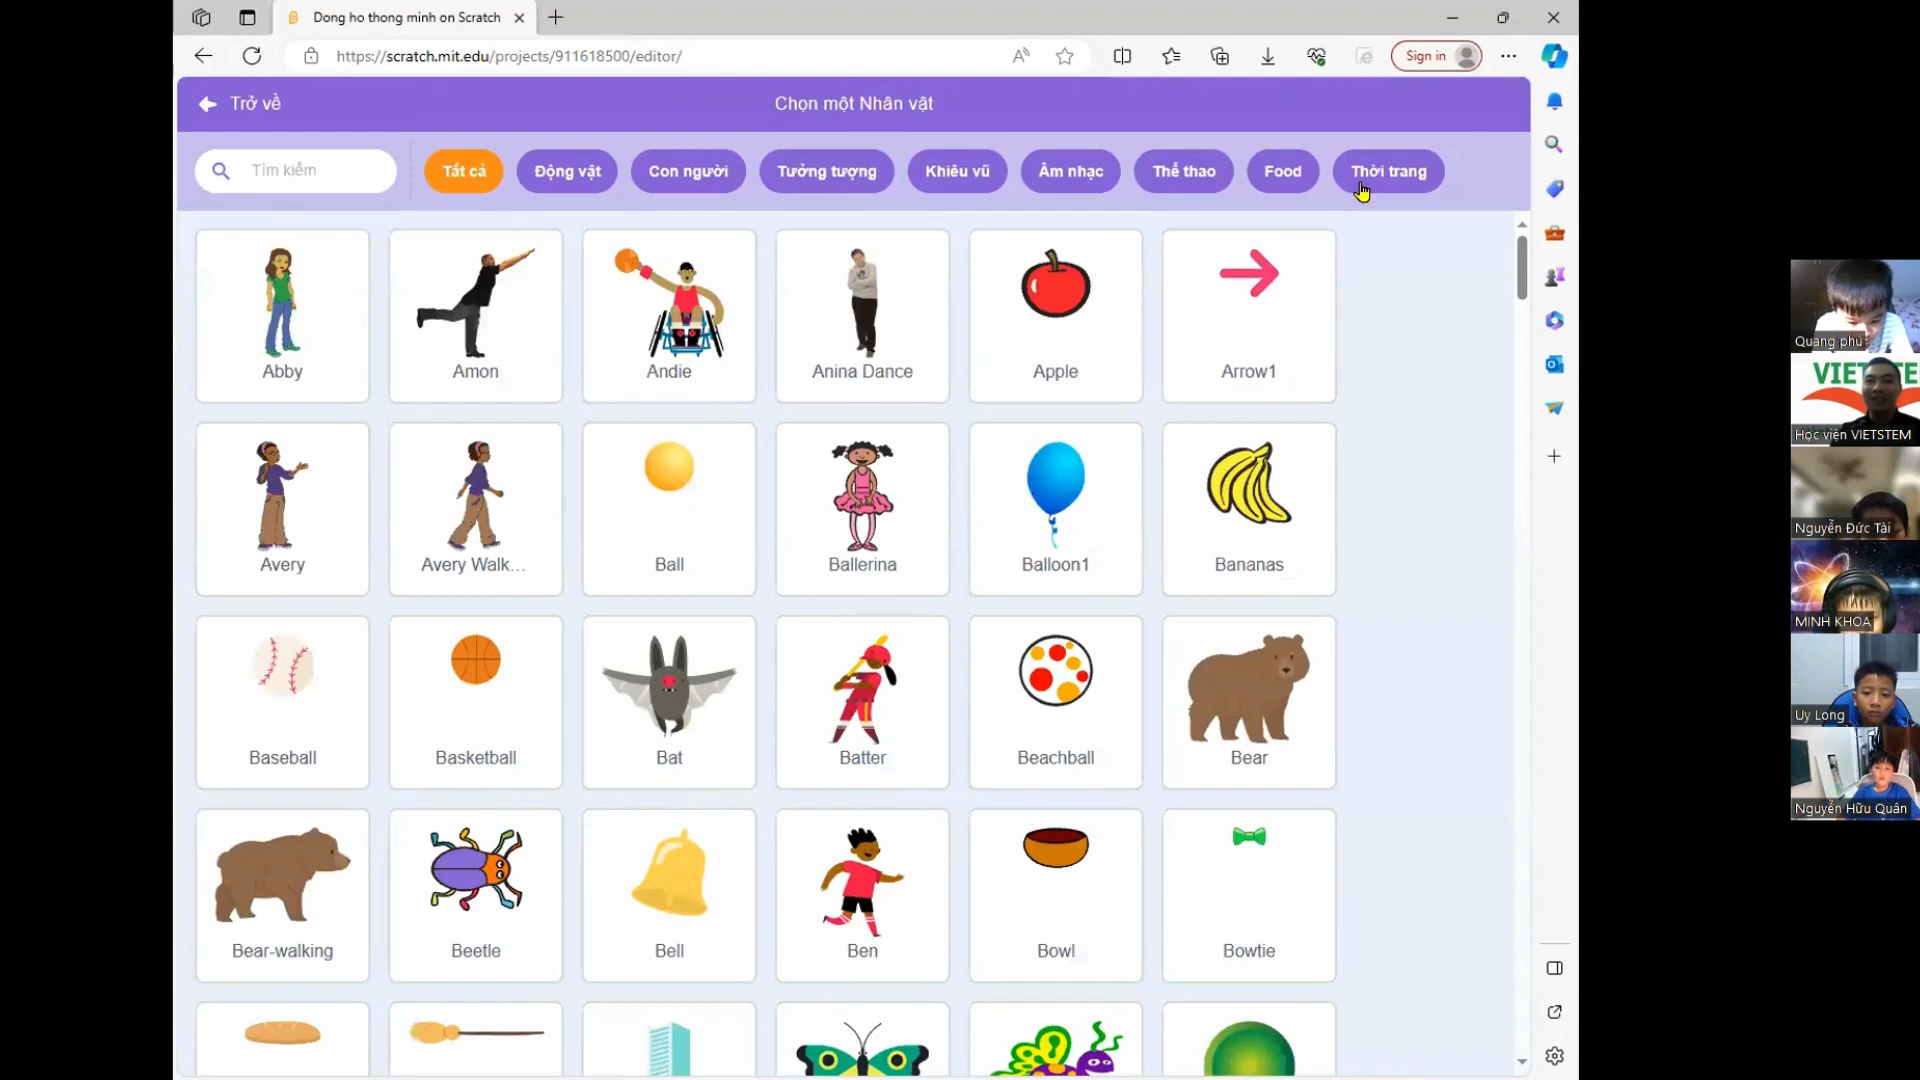 Dong ho thong minh on Scratch
https://scratch.mit.edu/projects/911618500/editor/
Sign in
Trở về
Chọn một Nhân vật
Tìm kiếm
Tất cả
Động vật
Con người
Tưởng tượng
Khiêu vũ
Âm nhạc
Thể thao
Food
Thời trang
Abby
Amon
Andie
Anina Dance
Apple
Arrow1
Avery
Avery Walk...
Ball
Ballerina
Balloon1
Bananas
Baseball
Basketball
Bat
Batter
Beachball
Bear
Bear-walking
Beetle
Bell
Ben
Bowl
Bowtie
Quang phú
Học viện VIETSTEM
Nguyễn Đức Tài
MINH KHOA
Uy Long
Nguyễn Hữu Quân